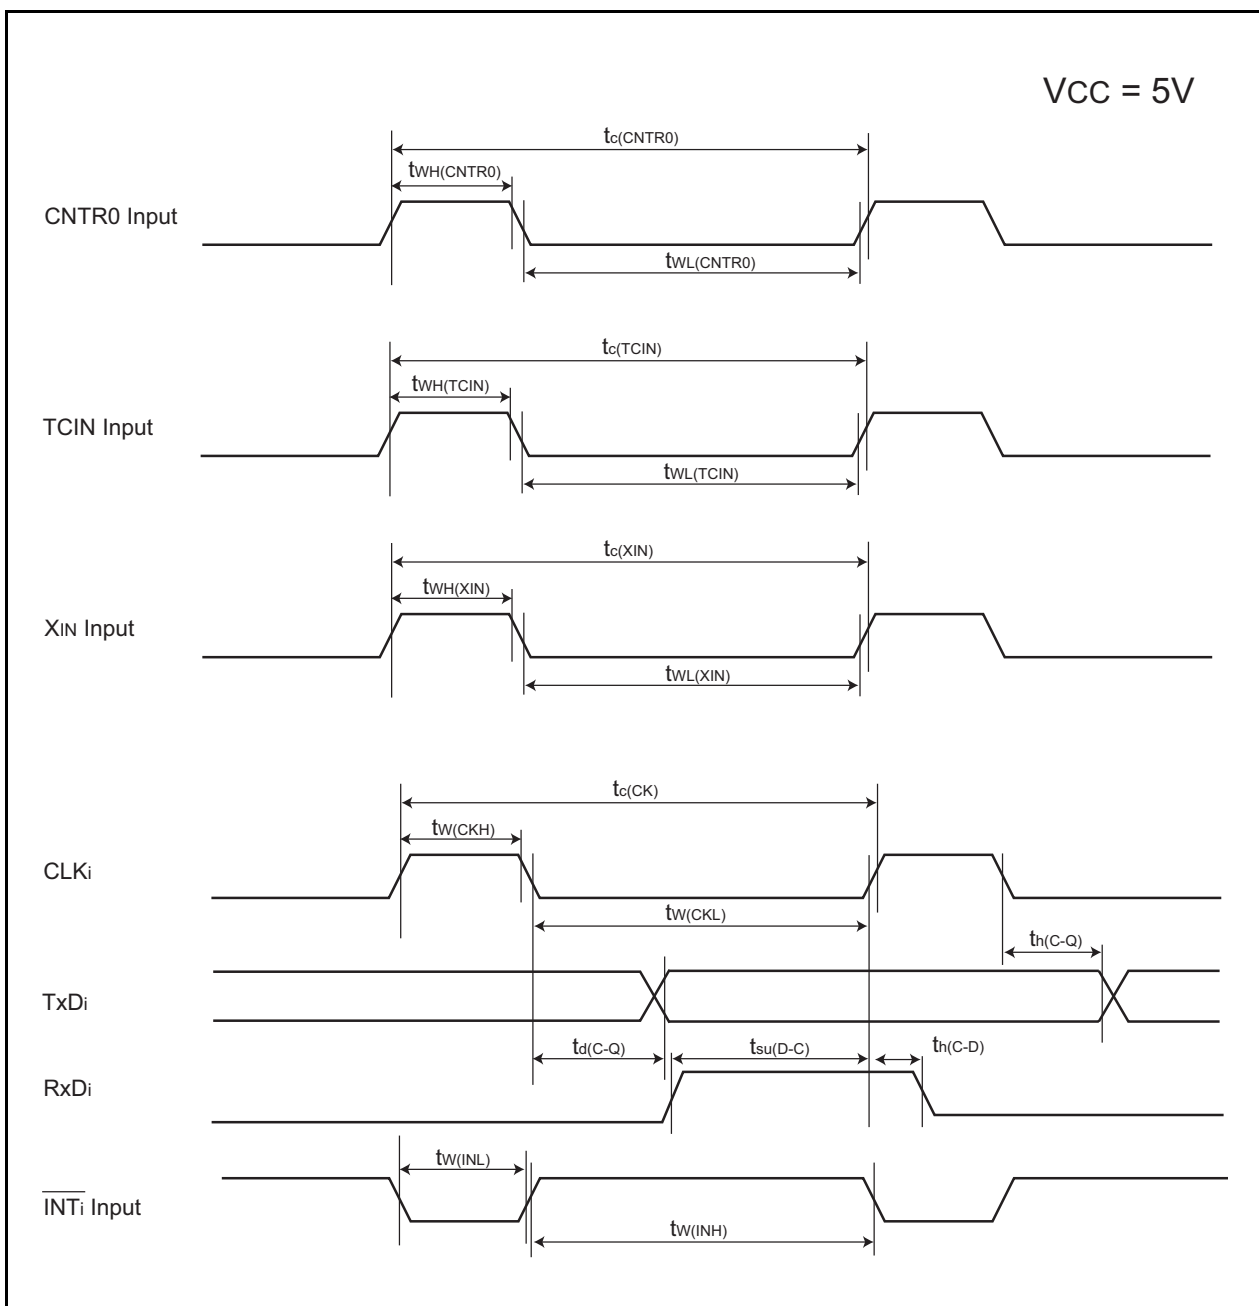 VCC = 5V
tc(CNTR0)
tWH(CNTR0)
CNTR0 Input
tWL(CNTR0)
tc(TCIN)
tWH(TCIN)
TCIN Input
tWL(TCIN)
tc(XIN)
tWH(XIN)
XIN Input
tWL(XIN)
tc(CK)
tW(CKH)
CLKi
tW(CKL)
th(C-Q)
TxDi
td(C-Q)
tsu(D-C)
th(C-D)
RxDi
tW(INL)
INTi Input
tW(INH)